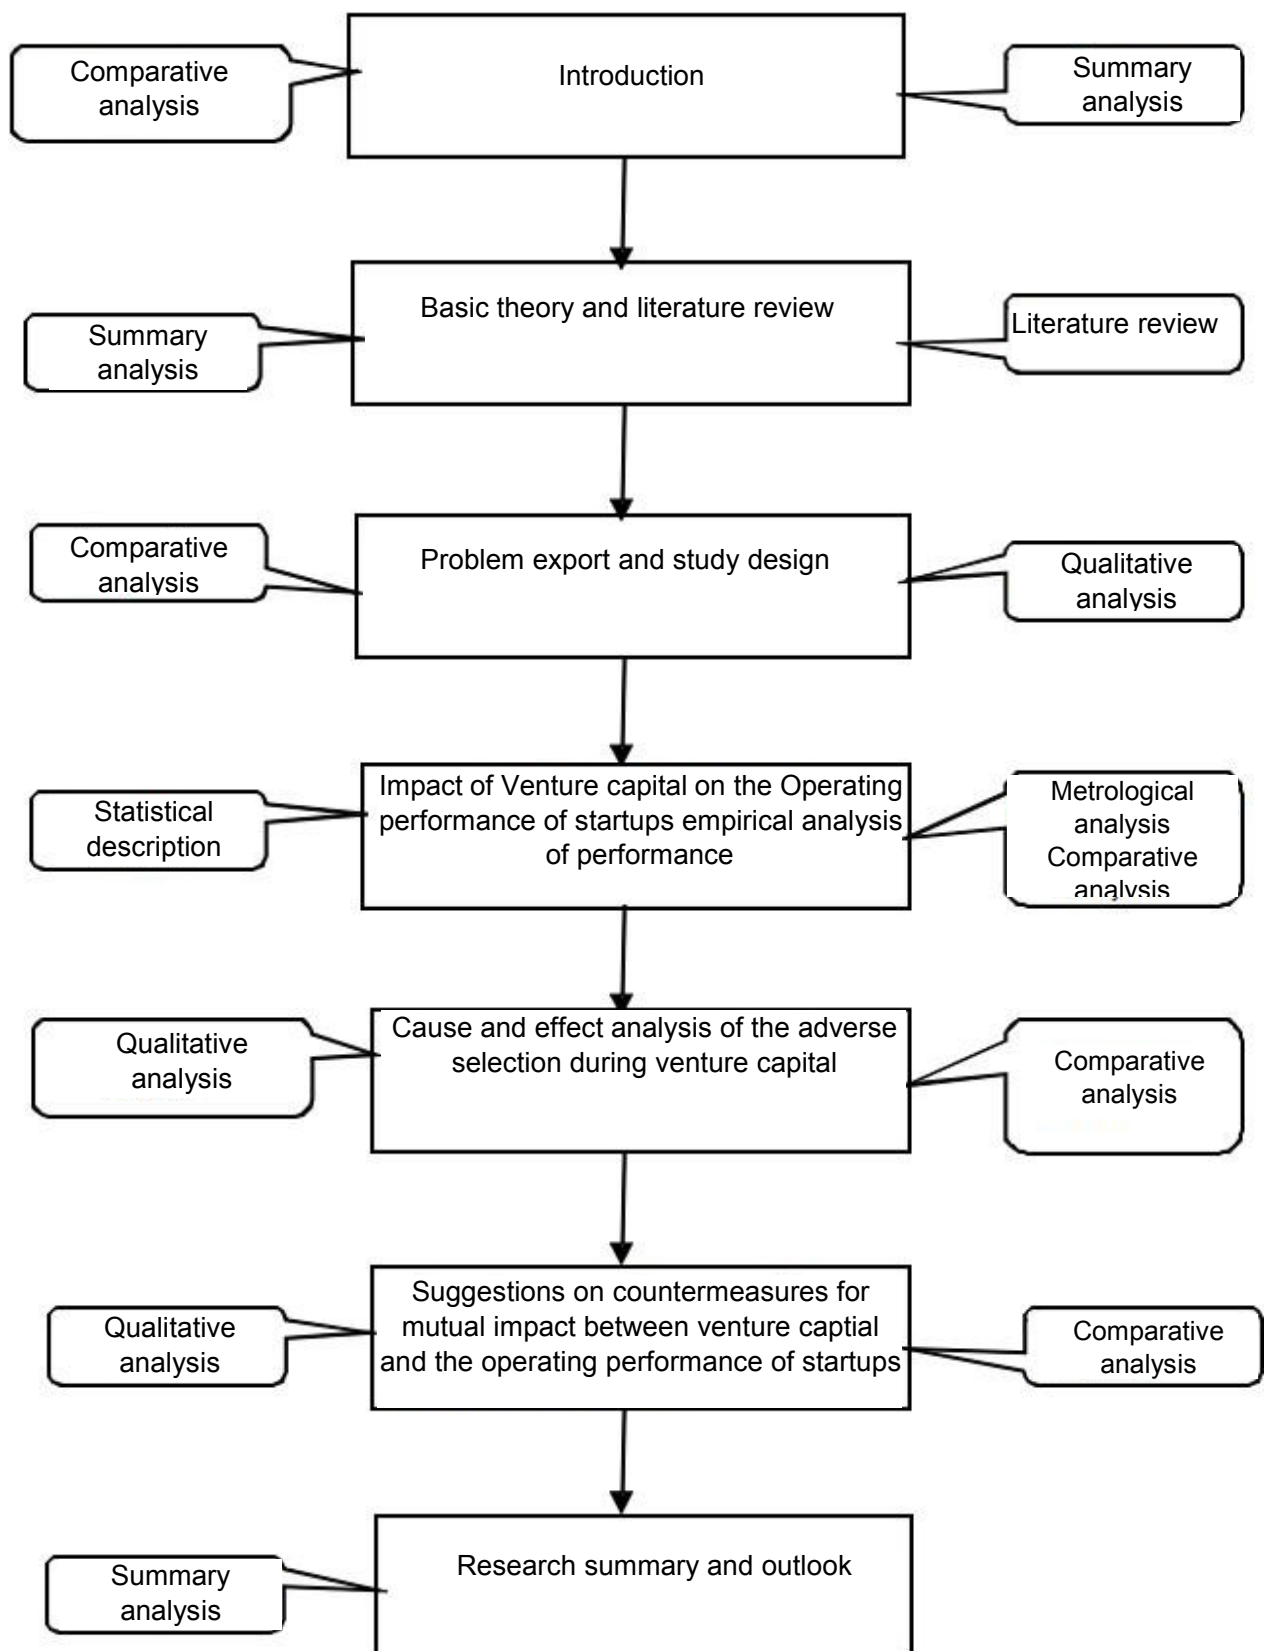 Comparative
analysis
Introduction
Summary
analysis
Summary
analysis
Basic theory and literature review
Literature review
Comparative
analysis
Problem export and study design
Qualitative
analysis
Statistical
description
Impact of Venture capital on the Operating
performance of startups empirical analysis
of performance
Metrological
analysis
Comparative
analysis
Qualitative
analysis
Cause and effect analysis of the adverse
selection during venture capital
Comparative
analysis
Qualitative
analysis
Suggestions on countermeasures for
mutual impact between venture captial
and the operating performance of startups
Comparative
analysis
Summary
analysis
Research summary and outlook